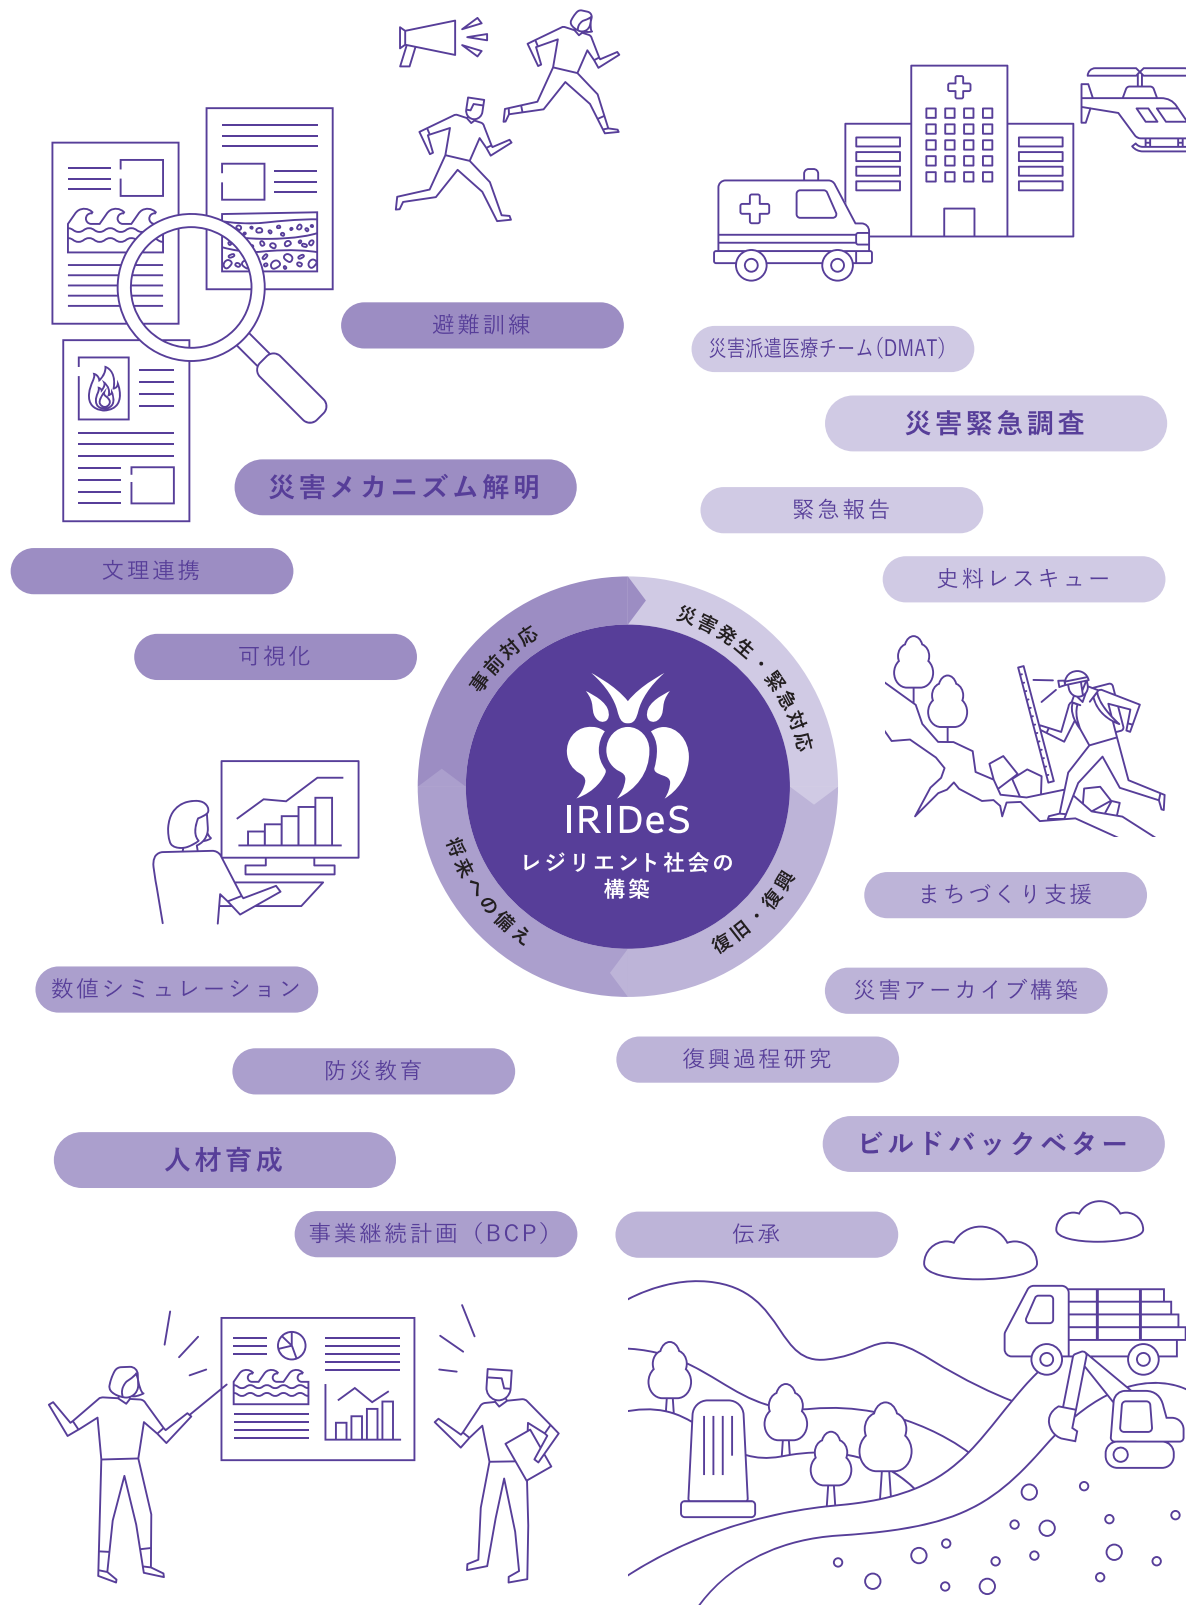 避難訓練
災害派遣医療チーム（DMAT）
災害緊急調査
災害メカニズム解明
緊急報告
文理連携
史料レスキュー
可視化
事前対応
災害発生・緊急対応
IRIDeS
レジリエント社会の
構築
将来への備え
復旧・復興
まちづくり支援
数値シミュレーション
災害アーカイブ構築
防災教育
復興過程研究
人材育成
ビルドバックベター
事業継続計画（BCP）
伝承